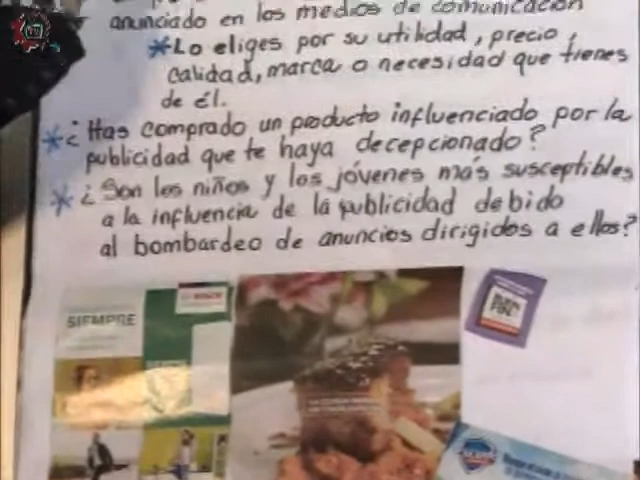 anunciado en los medios de comunicación
*Lo eliges por su utilidad, precio,
calidad, marca o necesidad que tienes
de él.
*¿Has comprado un producto influenciado por la
publicidad que te haya decepcionado?
*¿Son los niños y los jóvenes más susceptibles
a la influencia de la publicidad debido
al bombardeo de anuncios dirigidos a ellos?
SIEMPRE
BOSCH